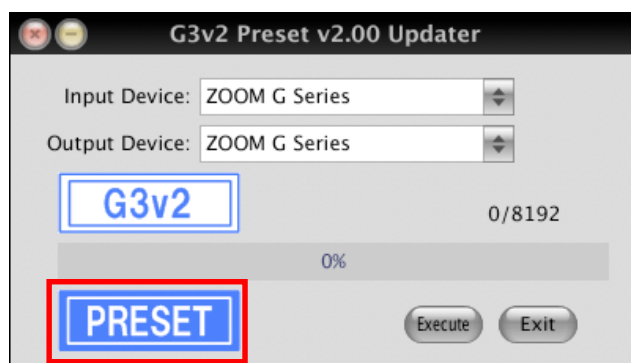 G3v2 Preset v2.00 Updater
Input Device: ZOOM G Series
Output Device: ZOOM G Series
G3v2
0/8192
0%
PRESET
Execute Exit